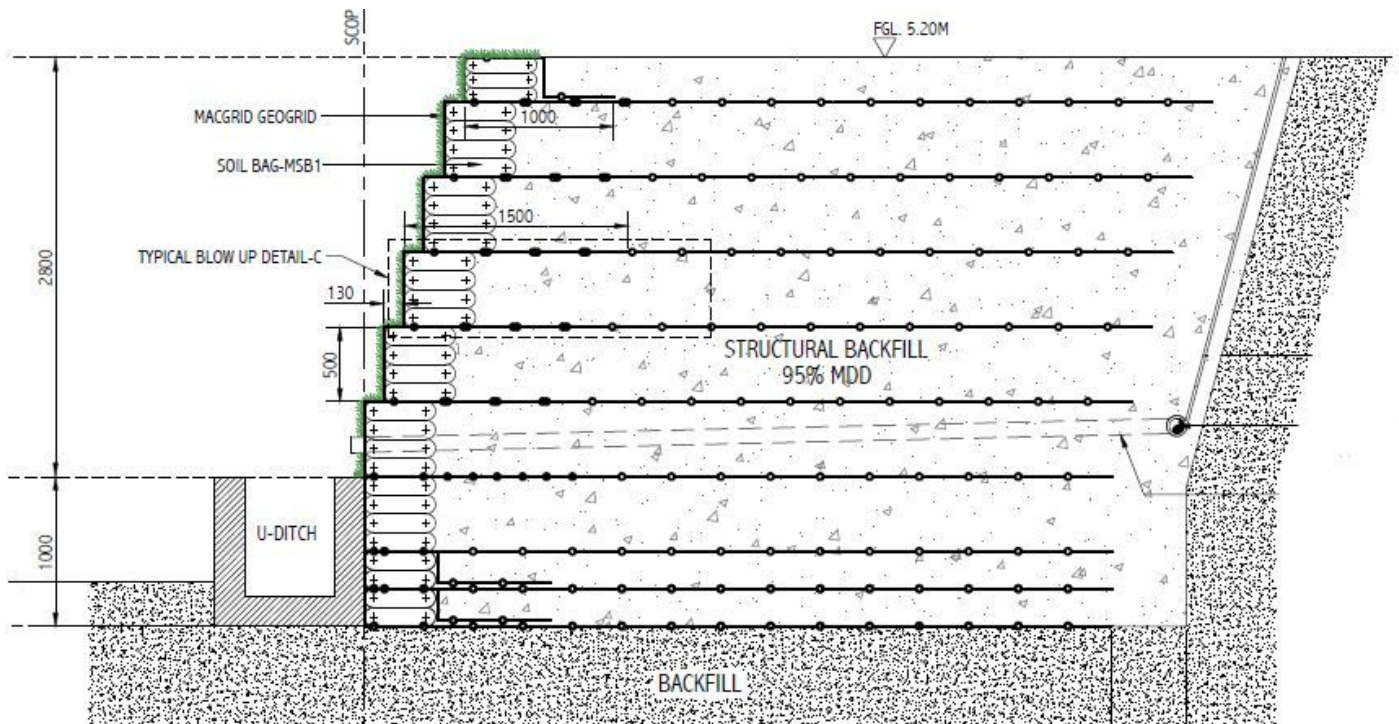 SCOP
FGL. 5.20M
MACGRID GEOGRID
1000
SOIL BAG-MSB1
1500
TYPICAL BLOW UP DETAIL-C
2800
130
500
STRUCTURAL BACKFILL
95% MDD
U-DITCH
1000
BACKFILL